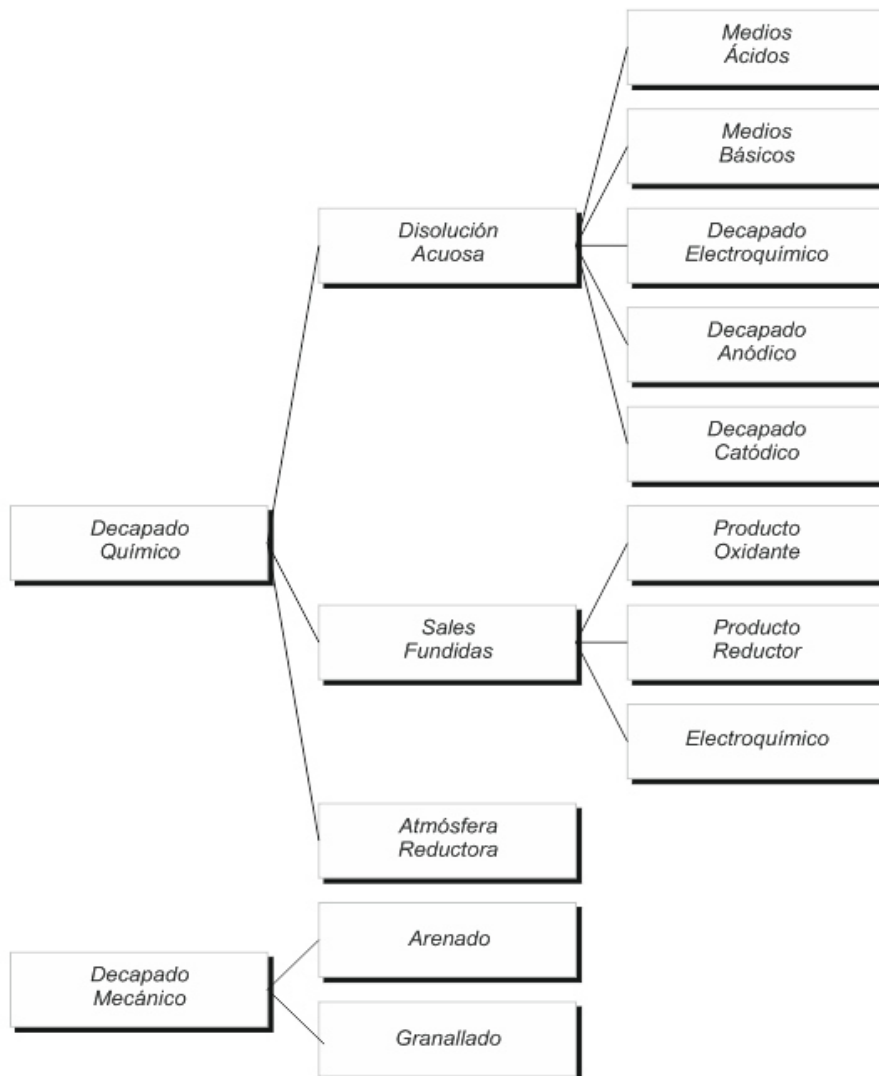 Medios
Ácidos
Medios
Básicos
Disolución
Acuosa
Decapado
Electroquímico
Decapado
Anódico
Decapado
Catódico
Decapado
Químico
Producto
Oxidante
Sales
Fundidas
Producto
Reductor
Electroquímico
Atmósfera
Reductora
Arenado
Decapado
Mecánico
Granallado